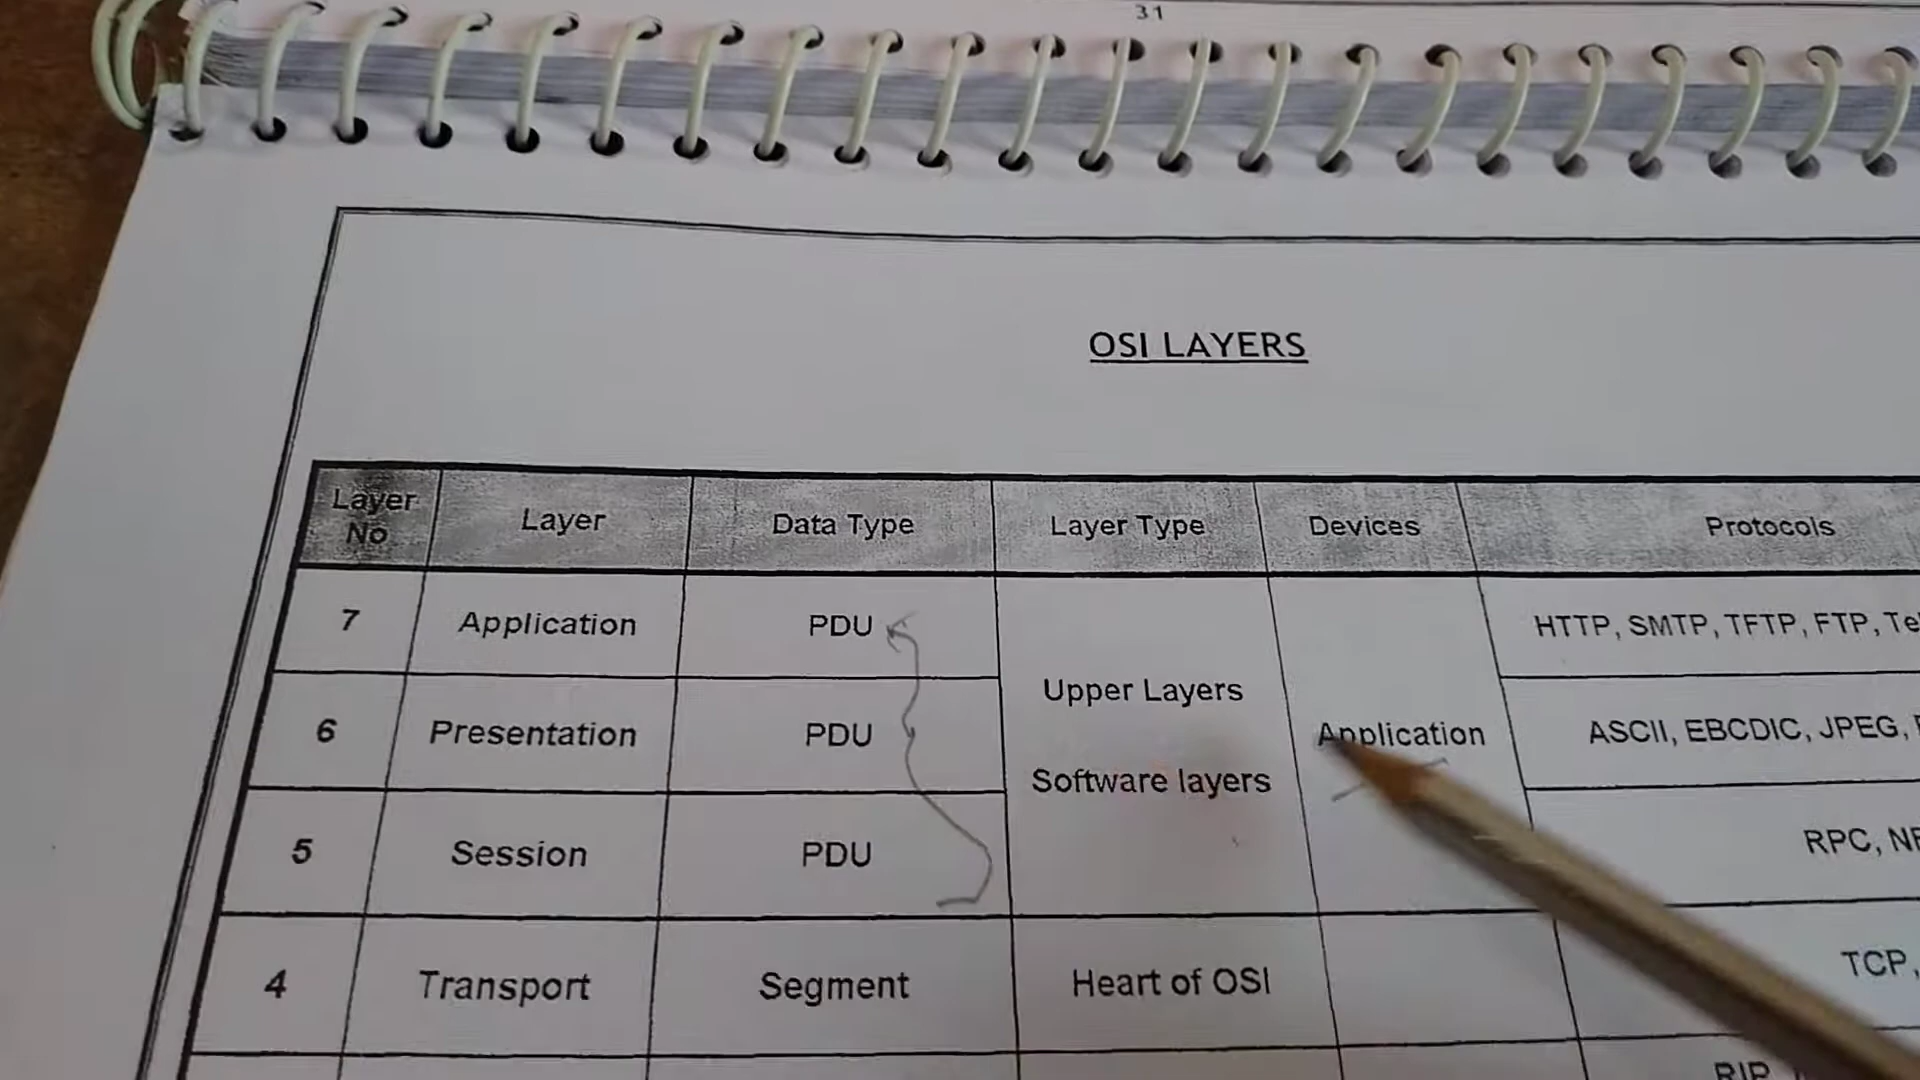 31
OSI LAYERS
Layer No
Layer
Data Type
Layer Type
Devices
Protocols
7
Application
PDU
Upper Layers
Software layers
Application
HTTP, SMTP, TFTP, FTP,
6
Presentation
PDU
ASCII, EBCDIC, JPEG,
5
Session
PDU
RPC,
4
Transport
Segment
Heart of OSI
TCP,
RIP